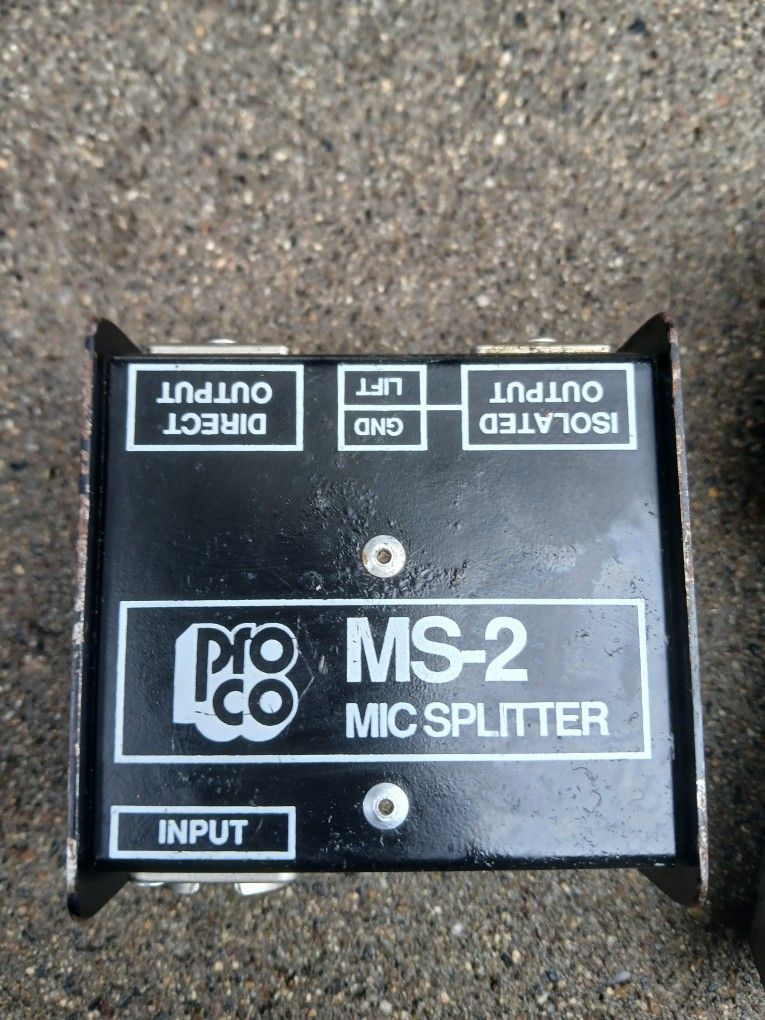 DIRECT
OUTPUT
GND
LIFT
ISOLATED
OUTPUT
pro
co
MS-2
MIC SPLITTER
INPUT